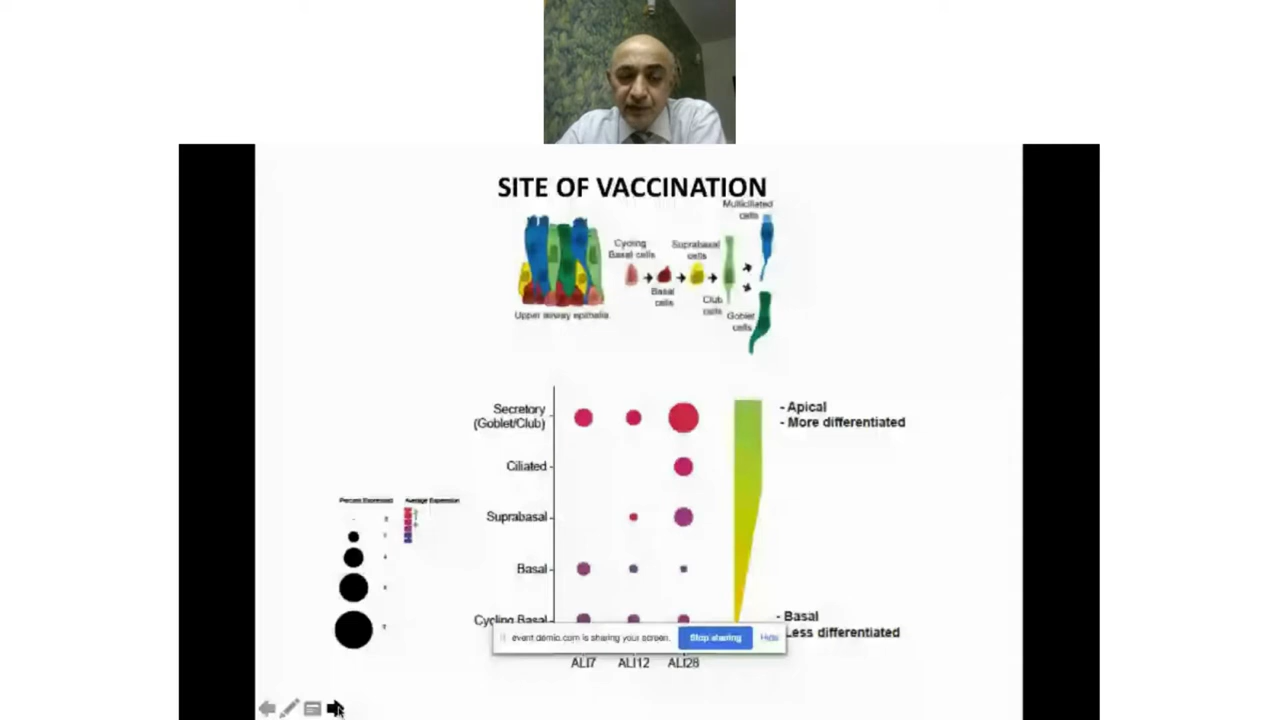 SITE OF VACCINATION
Multiciliated
cells
Cycling
Basal cells
Suprabasal
cells
Basal
cells
Club
cells
Goblet
cells
Upper airway epithelia
Secretory
(Goblet/Club)
Ciliated
Suprabasal
Basal
Cycling Basal
- Apical
- More differentiated
- Basal
Less differentiated
Percent Expressed
Average Expression
event.demio.com is sharing your screen.
Stop sharing
Hide
ALI7
ALI12
ALI28